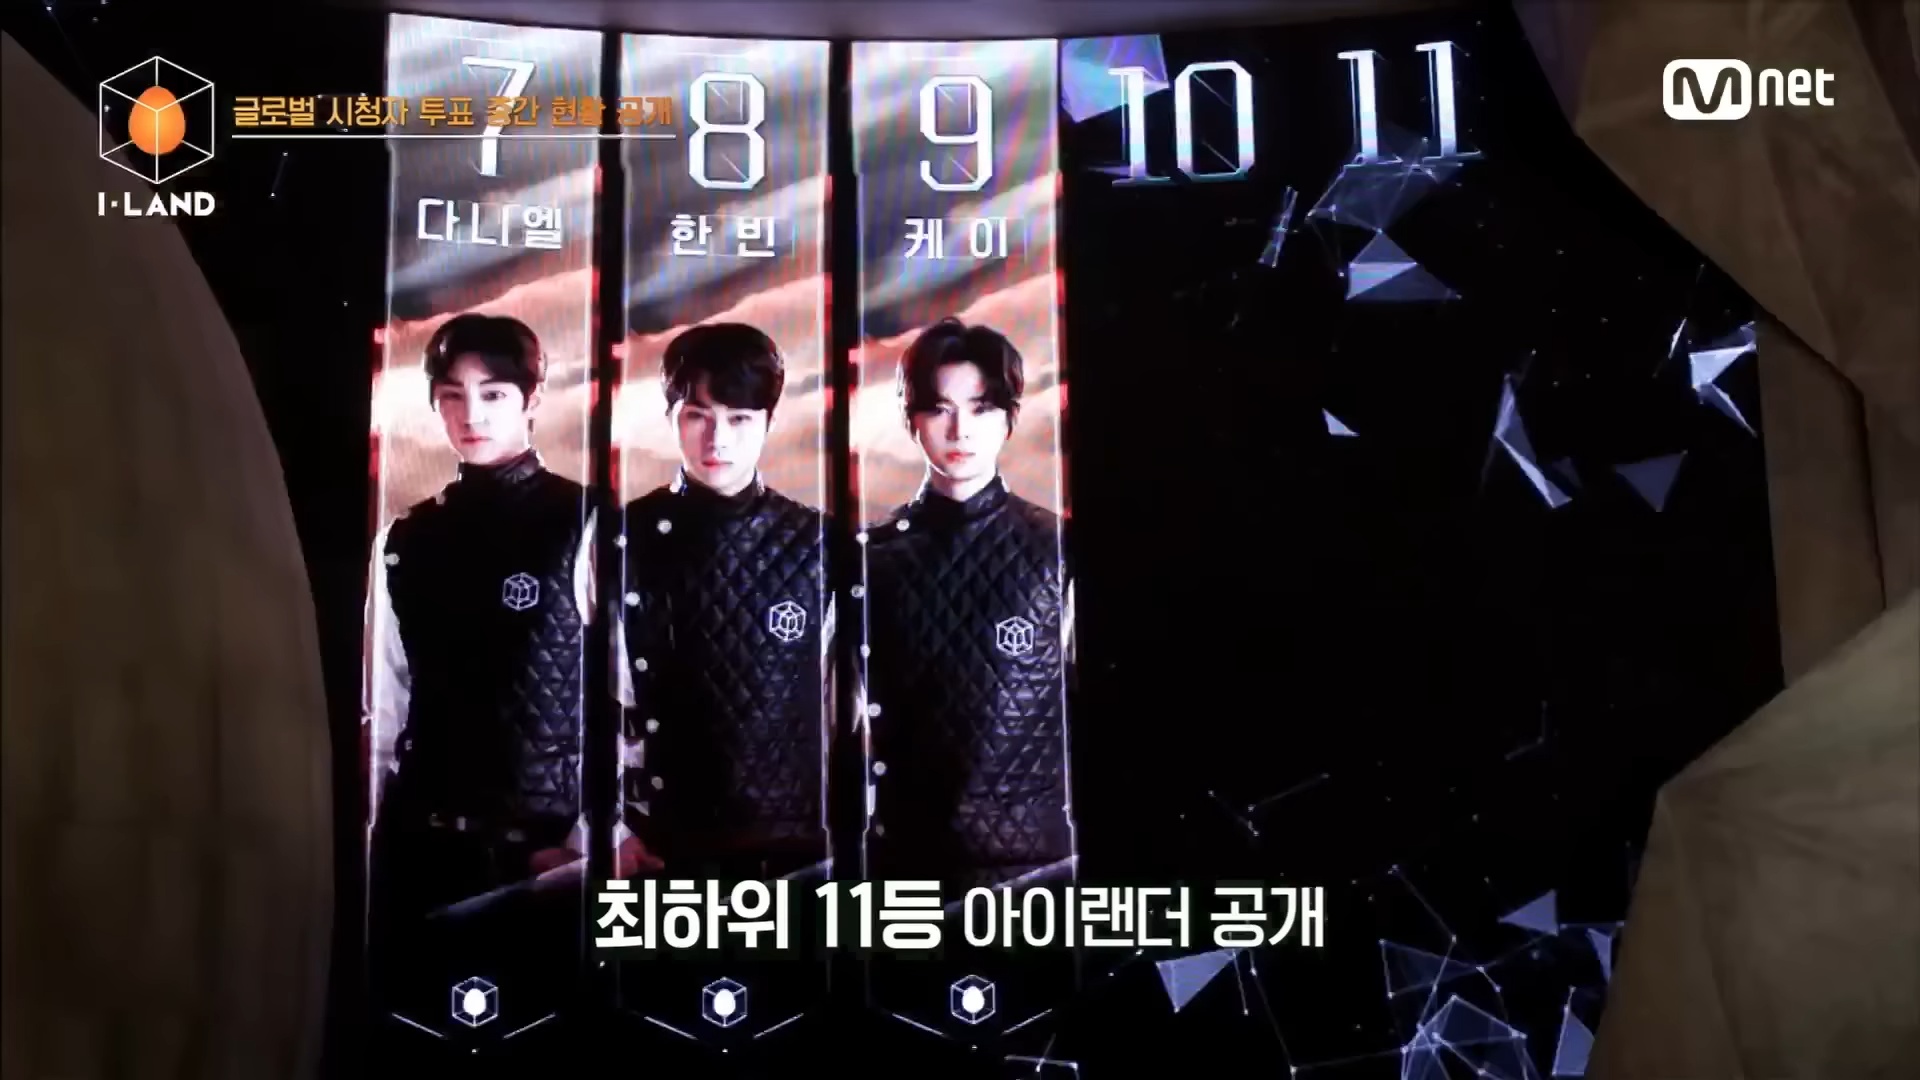 글로벌 시청자 투표 중간 현황 공개
I·LAND
Mnet
7
다니엘
8
한빈
9
케이
10
11
최하위 11등 아이랜더 공개